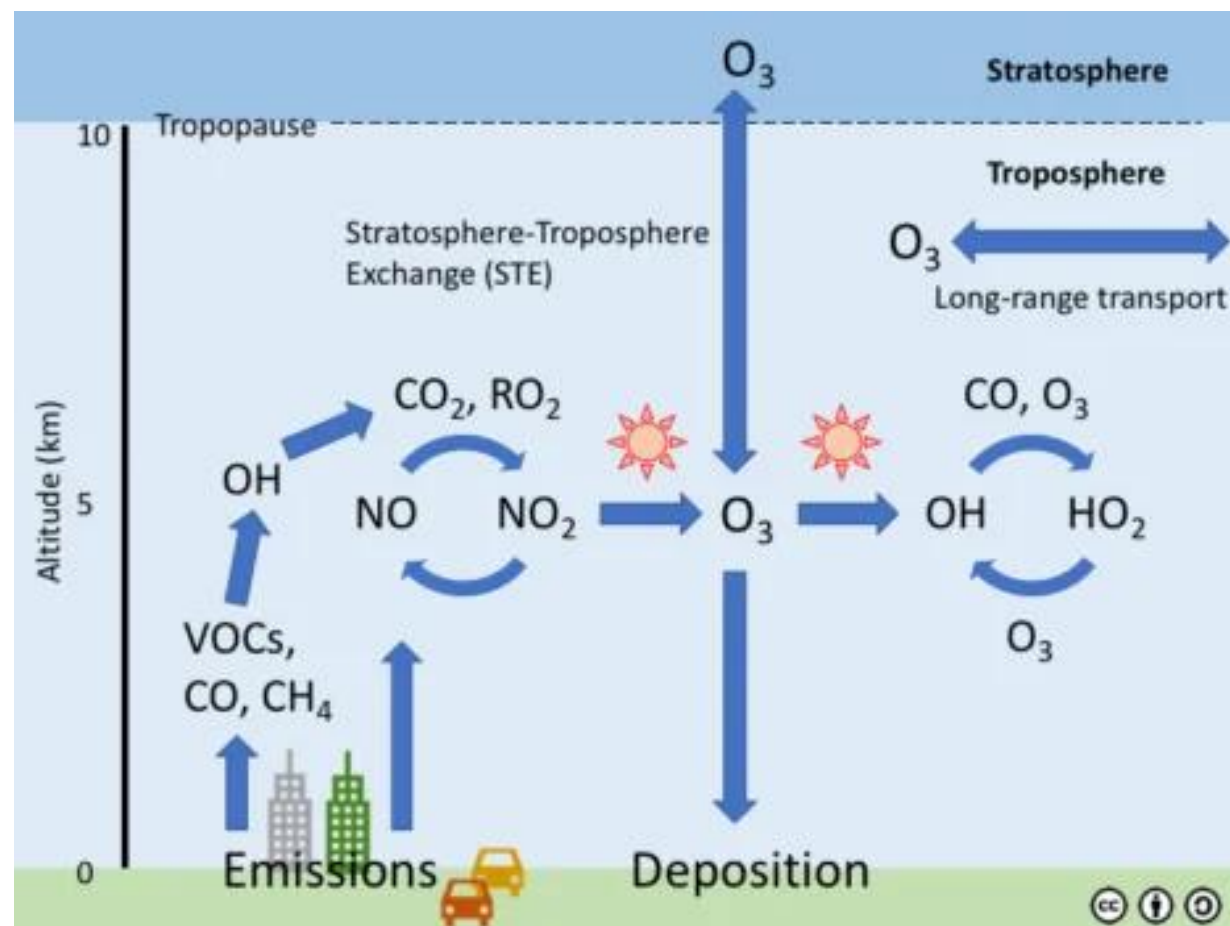 O₃
Stratosphere
10
Tropopause
Troposphere
Stratosphere-Troposphere
Exchange (STE)
O₃
Long-range transport
CO₂, RO₂
CO, O₃
OH
Altitude (km)
5
NO
NO₂
O₃
OH
HO₂
VOCs,
CO, CH₄
O₃
0
Emissions
Deposition
cc